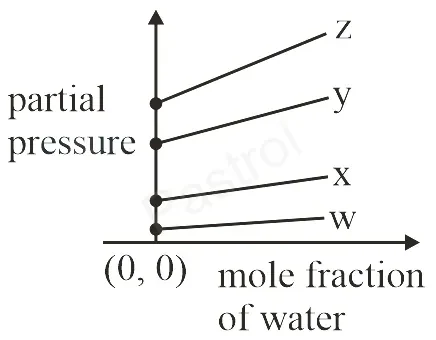 z
partial
pressure
y
x
w
(0, 0)
mole fraction
of water